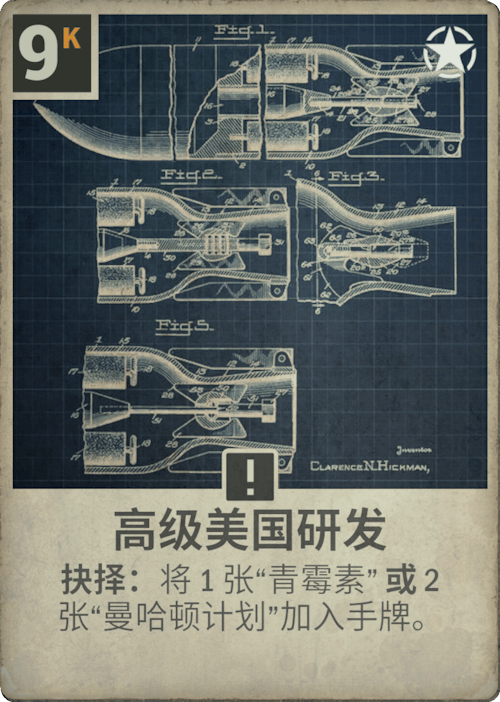 9K
Fig.1.
Fig.2.
Fig.3.
Fig.5.
Inventor
CLARENCE N. HICKMAN,
!
高级美国研发
抉择：将 1 张“青霉素” 或 2
张“曼哈顿计划”加入手牌。